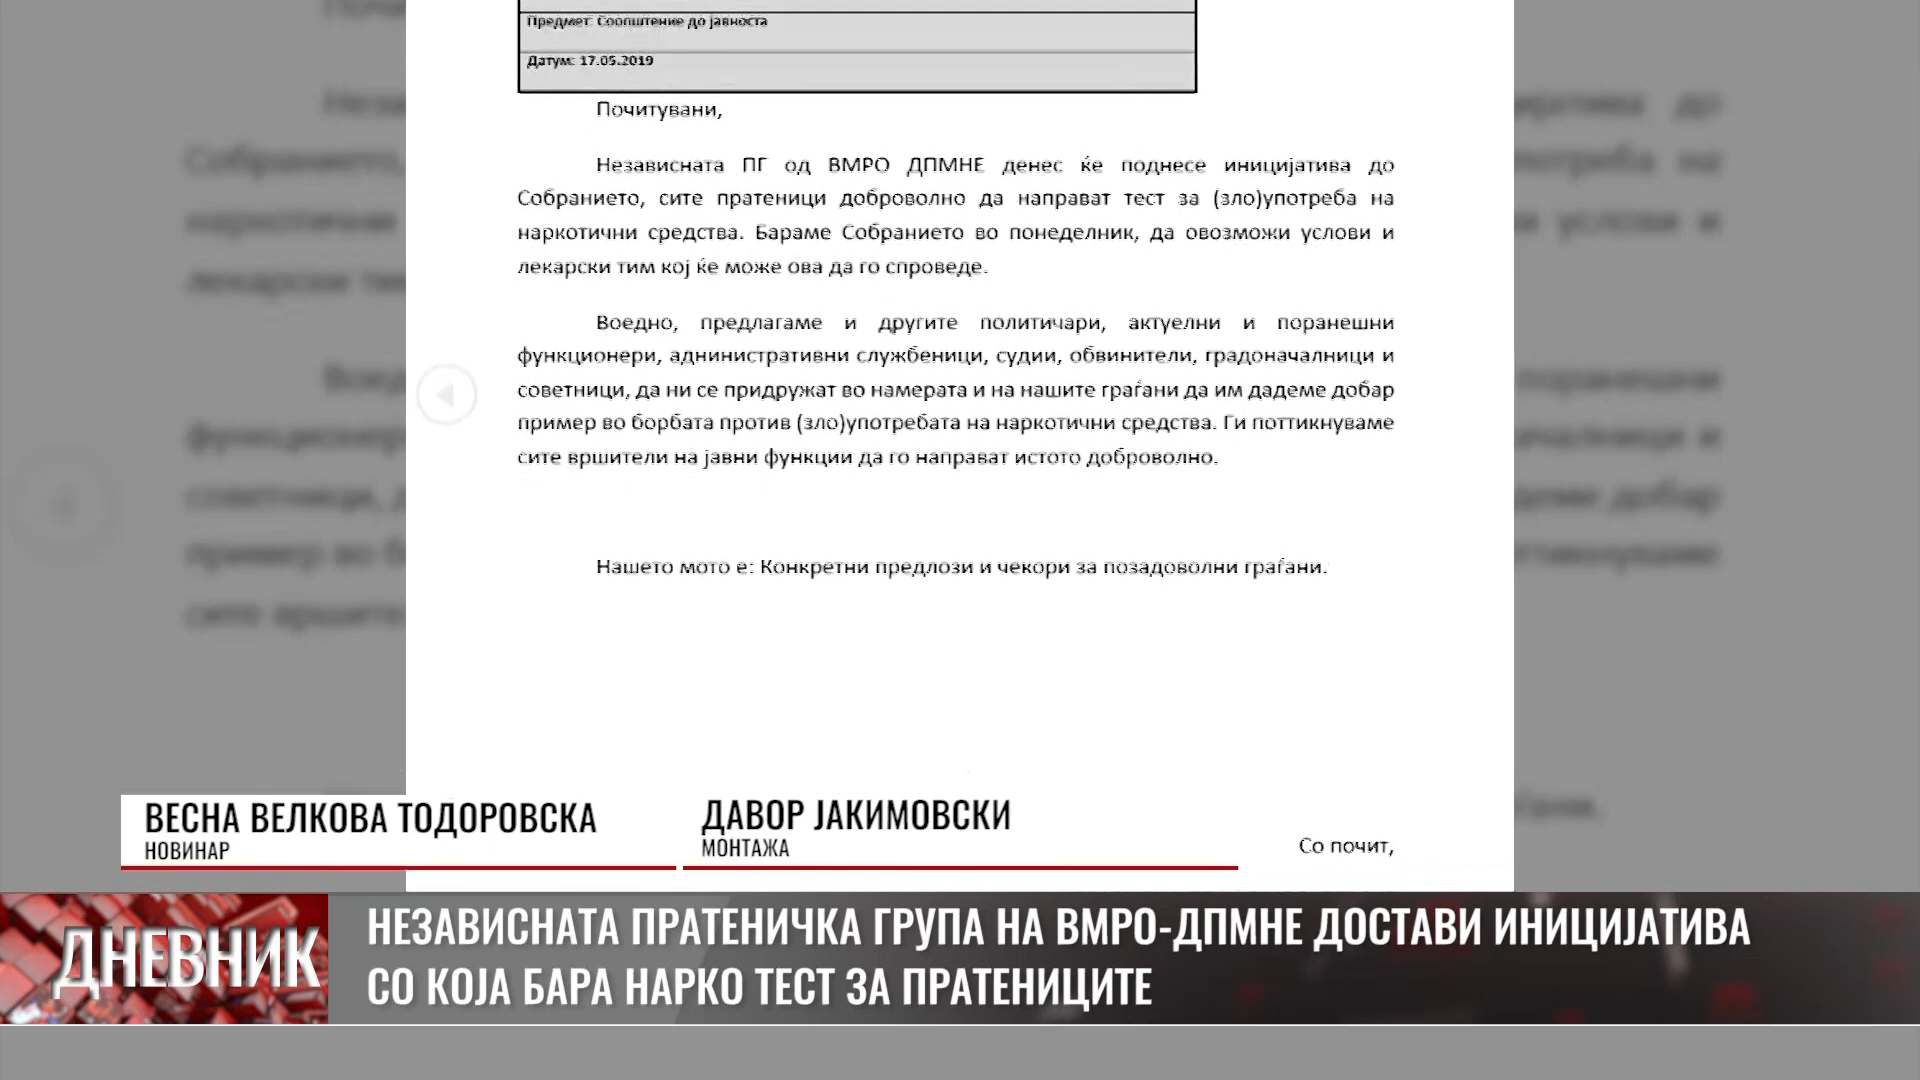 Предмет: Соопштение до јавноста
Датум: 17.05.2019
Почитувани,
Независната ПГ од ВМРО ДПМНЕ денес ќе поднесе иницијатива до
Собранието, сите пратеници доброволно да направат тест за (зло)употреба на
наркотични средства. Бараме Собранието во понеделник, да овозможи услови и
лекарски тим кој ќе може ова да го спроведе.
Воедно, предлагаме и другите политичари, актуелни и поранешни
функционери, аднинистративни службеници, судии, обвинители, градоначалници и
советници, да ни се придружат во намерата и на нашите граѓани да им дадеме добар
пример во борбата против (зло)употребата на наркотични средства. Ги поттикнуваме
сите вршители на јавни функции да го направат истото доброволно.
Нашето мото е: Конкретни предлози и чекори за позадоволни граѓани.
Со почит,
ВЕСНА ВЕЛКОВА ТОДОРОВСКА
НОВИНАР
ДАВОР ЈАКИМОВСКИ
МОНТАЖА
ДНЕВНИК
НЕЗАВИСНАТА ПРАТЕНИЧКА ГРУПА НА ВМРО-ДПМНЕ ДОСТАВИ ИНИЦИЈАТИВА
СО КОЈА БАРА НАРКО ТЕСТ ЗА ПРАТЕНИЦИТЕ